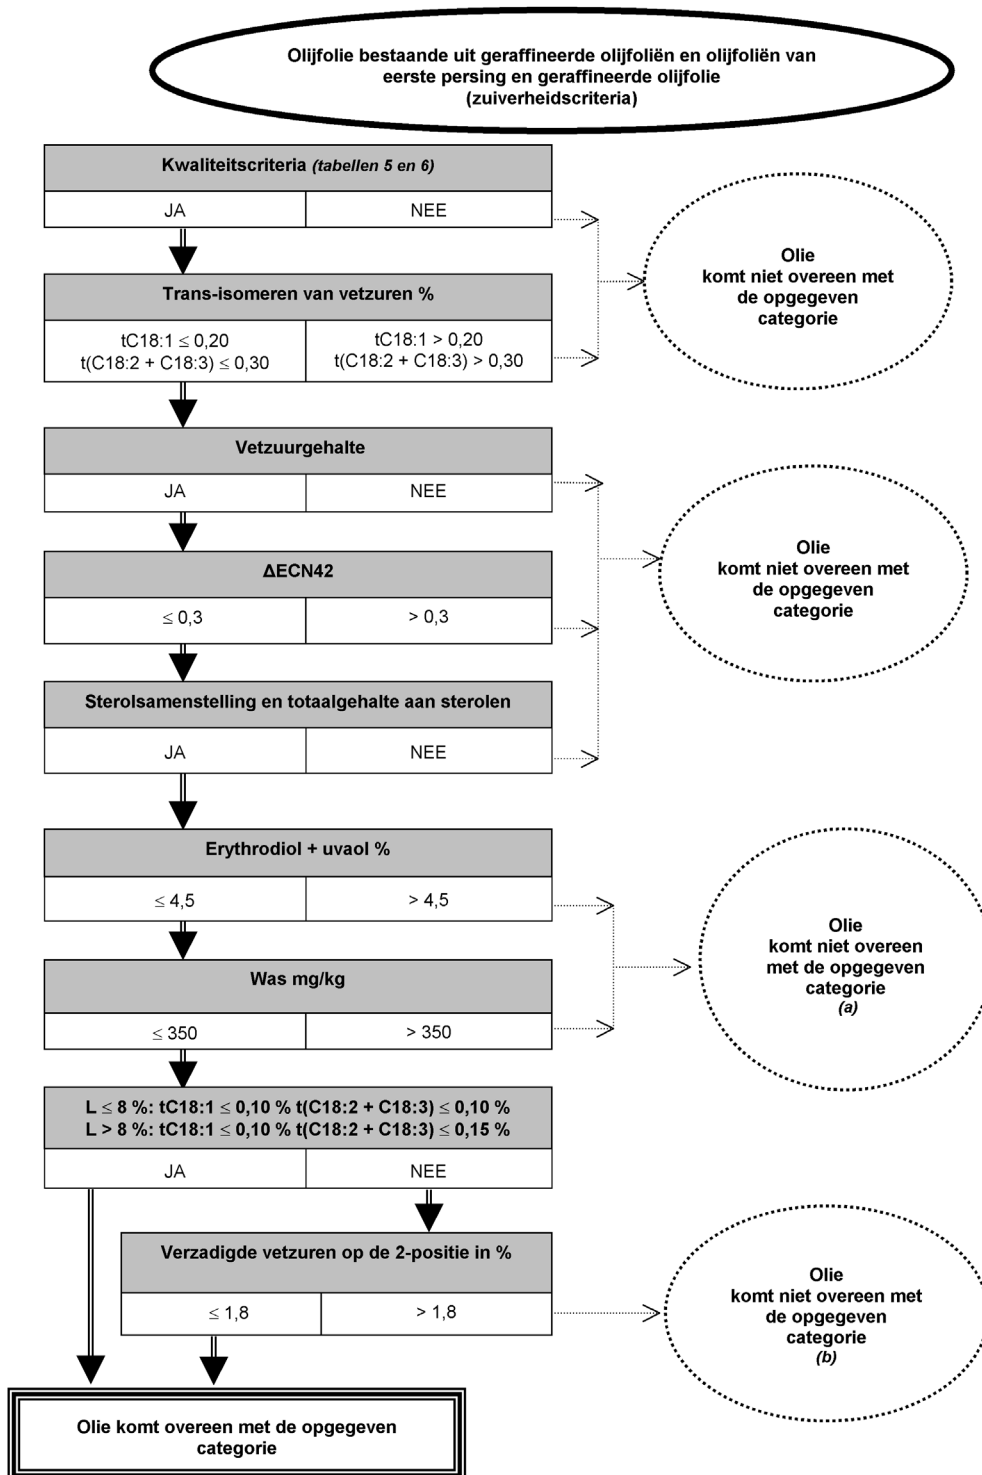 Olijfolie bestaande uit geraffineerde olijfoliën en olijfoliën van
eerste persing en geraffineerde olijfolie
(zuiverheidscriteria)
Kwaliteitscriteria (tabellen 5 en 6)
JA
NEE
Olie
komt niet overeen met
de opgegeven
categorie
Trans-isomeren van vetzuren %
tC18:1 ≤ 0,20
t(C18:2 + C18:3) ≤ 0,30
tC18:1 > 0,20
t(C18:2 + C18:3) > 0,30
Vetzuurgehalte
JA
NEE
Olie
komt niet overeen met
de opgegeven
categorie
ΔECN42
≤ 0,3
> 0,3
Sterolsamenstelling en totaalgehalte aan sterolen
JA
NEE
Erythrodiol + uvaol %
≤ 4,5
> 4,5
Olie
komt niet overeen
met de opgegeven
categorie
(a)
Was mg/kg
≤ 350
> 350
L ≤ 8 %: tC18:1 ≤ 0,10 % t(C18:2 + C18:3) ≤ 0,10 %
L > 8 %: tC18:1 ≤ 0,10 % t(C18:2 + C18:3) ≤ 0,15 %
JA
NEE
Verzadigde vetzuren op de 2-positie in %
≤ 1,8
> 1,8
Olie
komt niet overeen met
de opgegeven
categorie
(b)
Olie komt overeen met de opgegeven
categorie